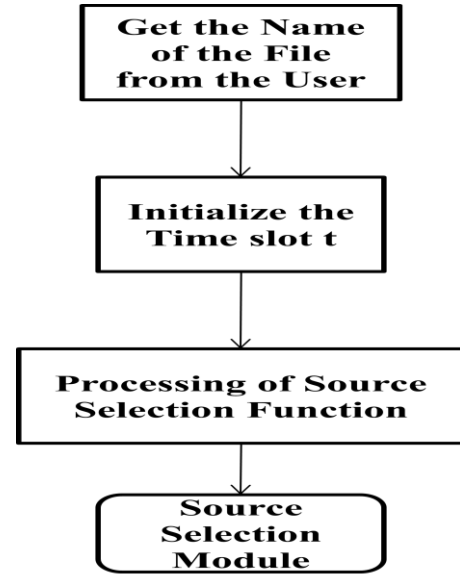 Get the Name
of the File
from the User
Initialize the
Time slot t
Processing of Source
Selection Function
Source
Selection
Module